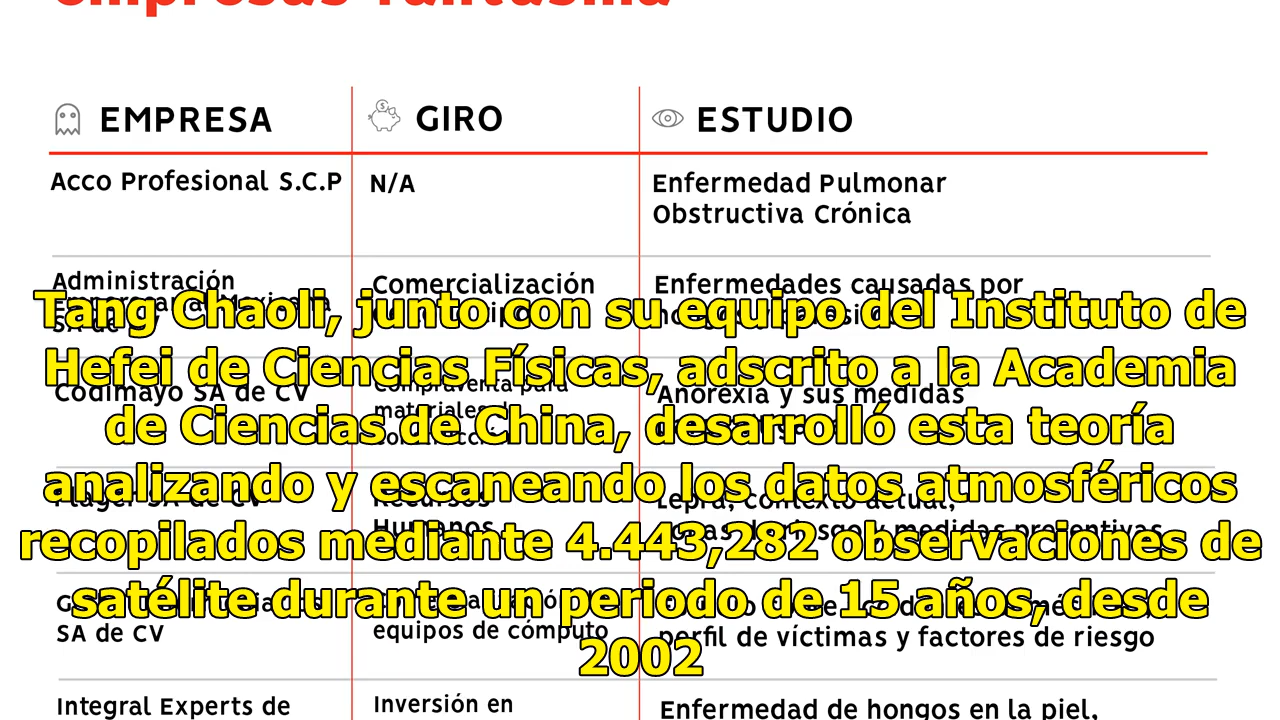 empresas fantasma
EMPRESA GIRO ESTUDIO
Acco Profesional S.C.P N/A Enfermedad Pulmonar
Obstructiva Crónica
Administración Comercialización Enfermedades causadas por
Tang Chaoli, junto con su equipo del Instituto de
Hefei de Ciencias Físicas, adscrito a la Academia
Codimayo SA de CV Anorexia y sus medidas
de Ciencias de China, desarrolló esta teoría
analizando y escaneando los datos atmosféricos
Recursos
Humanos
recopilados mediante 4.443,282 observaciones de
satélite durante un periodo de 15 años, desde
SA de CV equipos de cómputo perfil de víctimas y factores de riesgo
2002
Integral Experts de Inversión en Enfermedad de hongos en la piel,